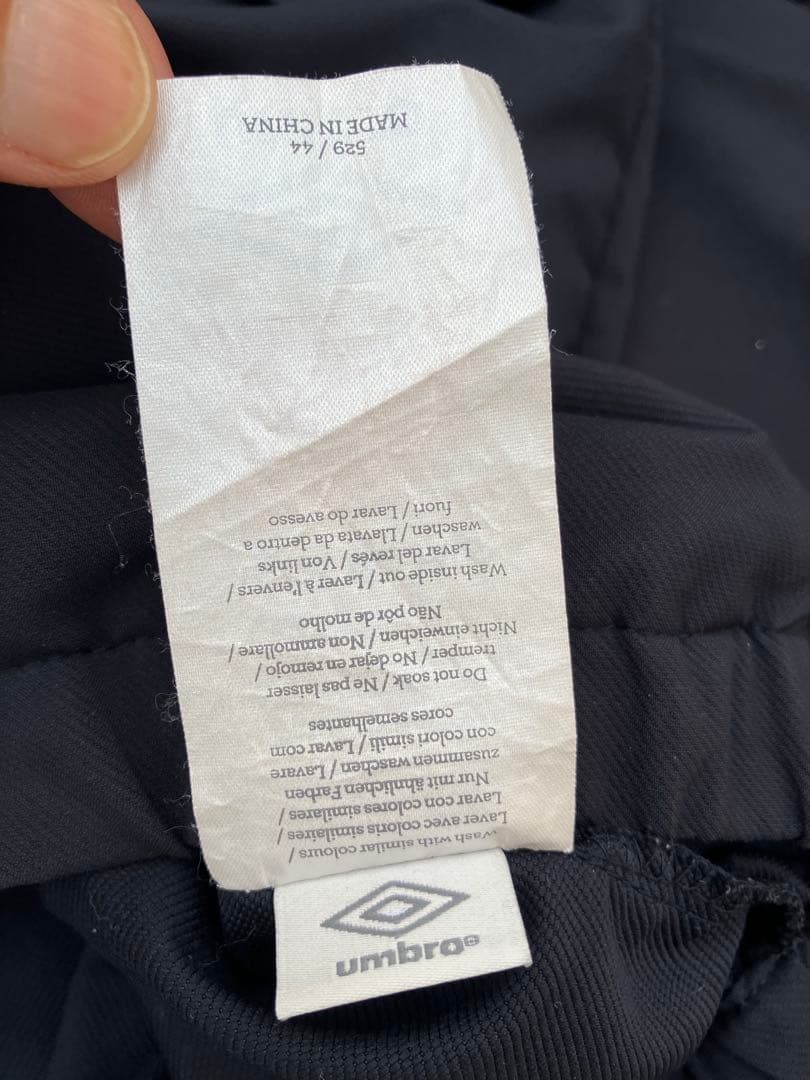 Wash with similar colours /
Laver avec coloris similaires /
Lavar con colores similares /
Nur mit ähnlichen Farben
zusammen waschen / Lavare
con colori simili / Lavar com
cores semelhantes
Do not soak / Ne pas laisser
tremper / No dejar en remojo /
Nicht einweichen / Non ammollare /
Não pôr de molho
Wash inside out / Laver à l'envers /
Lavar del revés / Von links
waschen / Llavata da dentro a
fuori / Lavar do avesso
529 / 44
MADE IN CHINA
umbro®